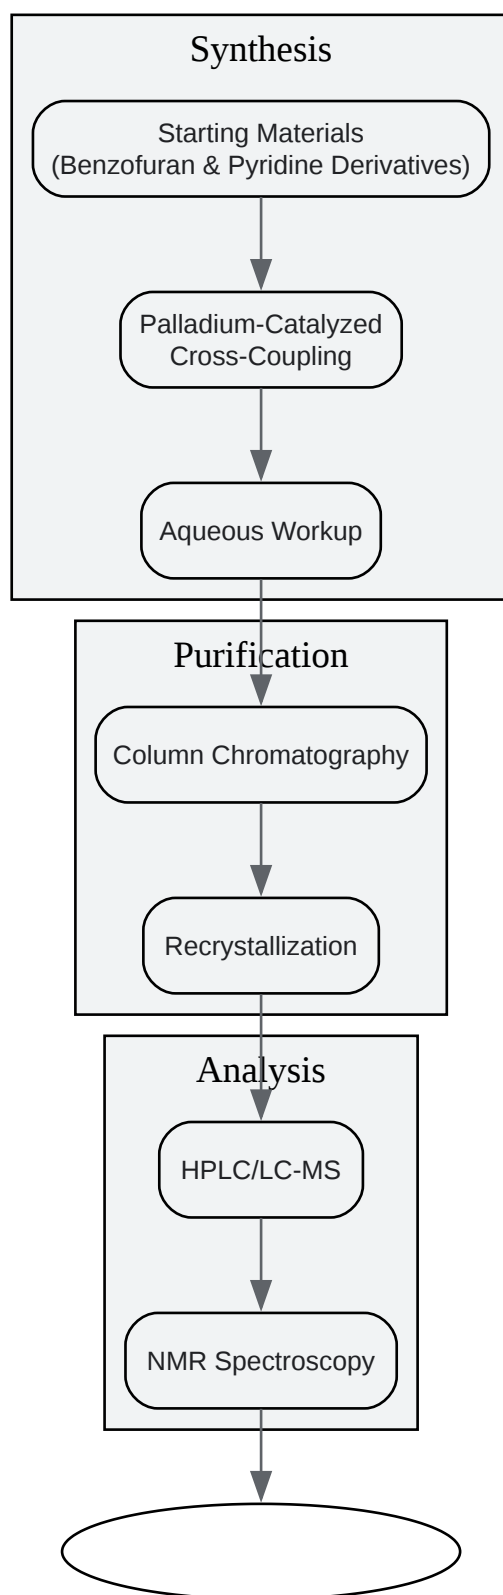 Synthesis
Starting Materials
(Benzofuran & Pyridine Derivatives)
Palladium-Catalyzed
Cross-Coupling
Aqueous Workup
Purification
Column Chromatography
Recrystallization
Analysis
HPLC/LC-MS
NMR Spectroscopy